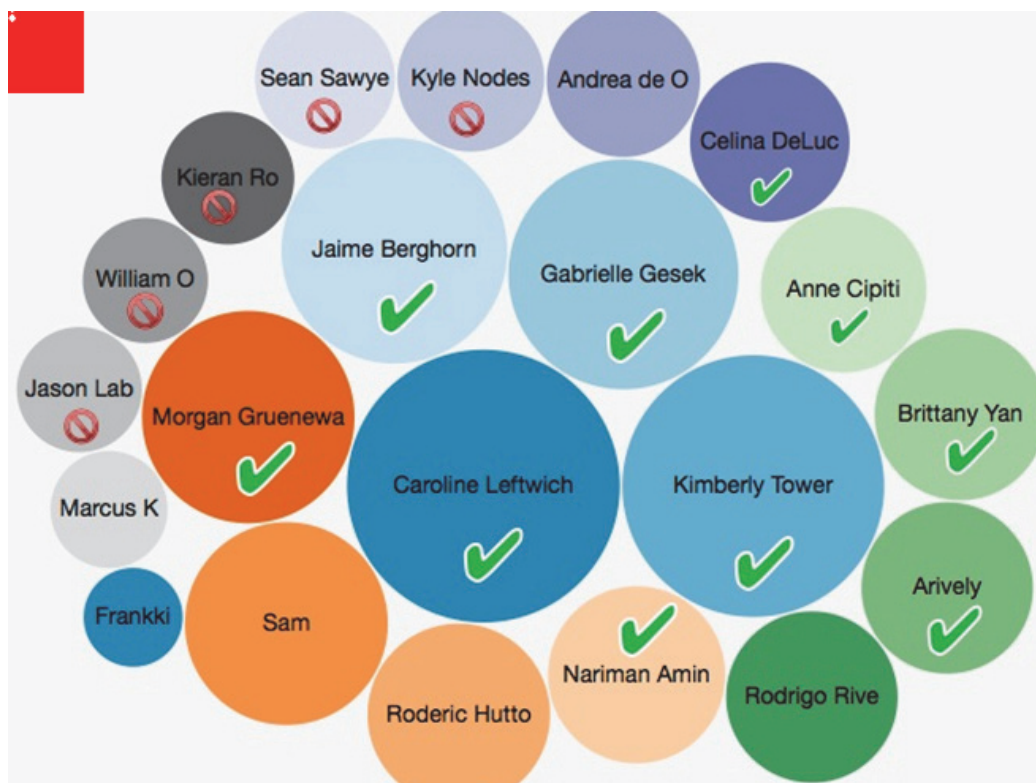 Sean Sawye
Kyle Nodes
Andrea de O
Celina DeLuc
Kieran Ro
Jaime Berghorn
Gabrielle Gesek
William O
Anne Cipiti
Jason Lab
Morgan Gruenewa
Brittany Yan
Caroline Leftwich
Kimberly Tower
Marcus K
Arively
Frankki
Sam
Nariman Amin
Rodrigo Rive
Roderic Hutto